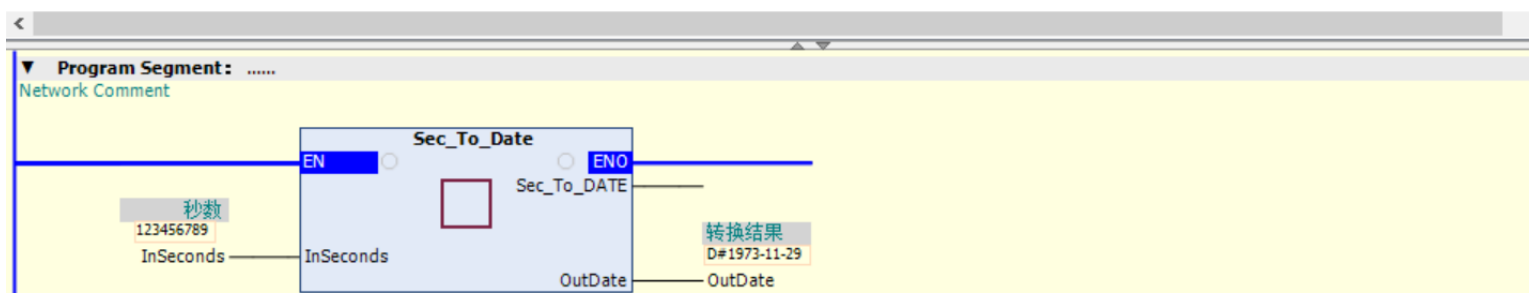 Program Segment: ......
Network Comment
Sec_To_Date
EN ENO
Sec_To_DATE
秒数
123456789
InSeconds InSeconds
转换结果
D#1973-11-29
OutDate OutDate